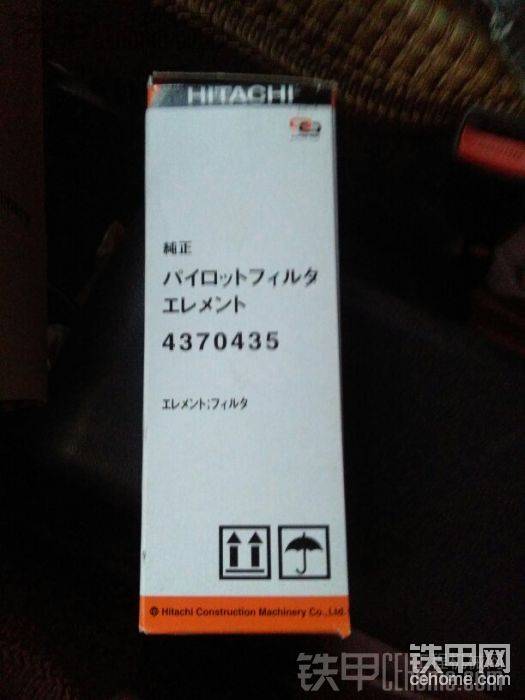 HITACHI
純正
パイロットフィルタ
エレメント
4370435
エレメント;フィルタ
Hitachi Construction Machinery Co., Ltd.
铁甲网
cehome.com